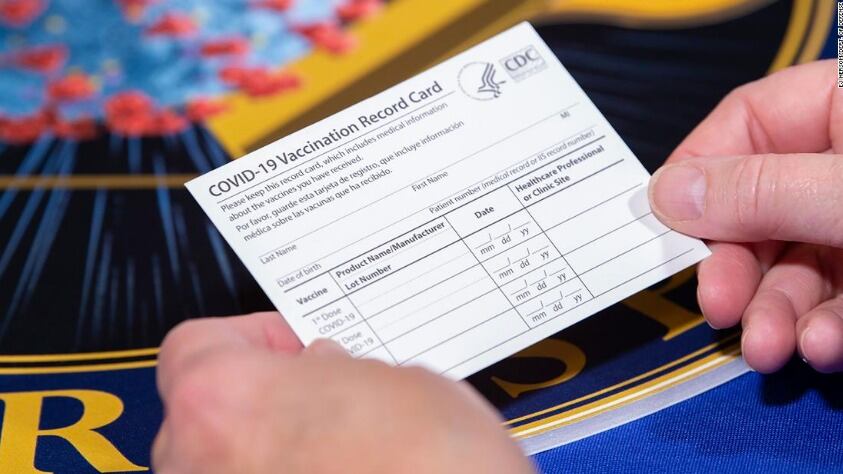 CDC
COVID-19 Vaccination Record Card
Please keep this record card, which includes medical information
about the vaccines you have received.
Por favor, guarde esta tarjeta de registro, que incluye información
médica sobre las vacunas que ha recibido.
Last Name First Name MI
Date of birth Patient number (medical record or IIS record number)
Vaccine Product Name/Manufacturer Date Healthcare Professional
Lot Number or Clinic Site
1st Dose
COVID-19
mm dd yy
mm dd yy
mm dd yy
mm dd yy
R
S P